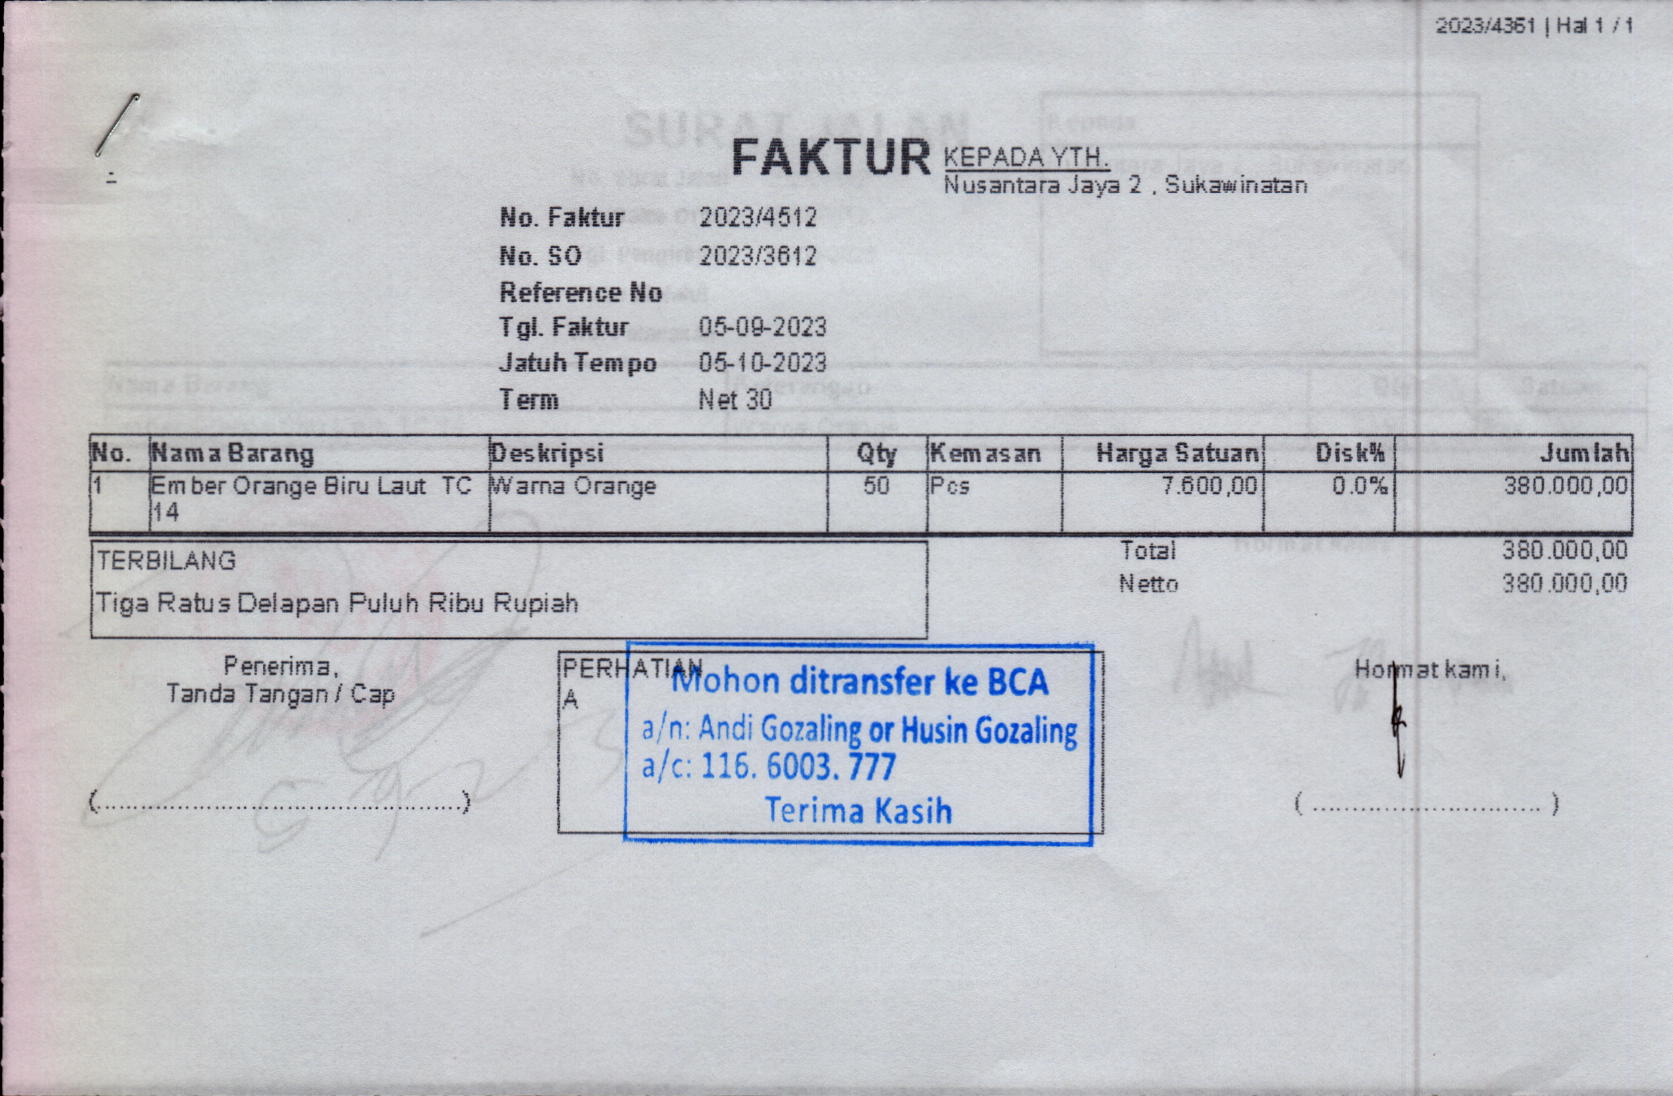 2023/4361 | Hal 1 / 1
FAKTUR
KEPADA YTH.
Nusantara Jaya 2 , Sukawinatan
No. Faktur 2023/4512
No. SO 2023/3612
Reference No
Tgl. Faktur 05-09-2023
Jatuh Tempo 05-10-2023
Term Net 30
No. Nama Barang Deskripsi Qty Kemasan Harga Satuan Disk% Jumlah
1 Ember Orange Biru Laut TC Warna Orange 50 Pcs 7.600,00 0.0% 380.000,00
14
TERBILANG
Tiga Ratus Delapan Puluh Ribu Rupiah
Total 380.000,00
Netto 380.000,00
Penerima,
Tanda Tangan / Cap
(..............................................)
PERHATIAN
A
Mohon ditransfer ke BCA
a/n: Andi Gozaling or Husin Gozaling
a/c: 116. 6003. 777
Terima Kasih
Hormat kami,
( ............................. )
SURAT JALAN
Kepada
Nama Barang